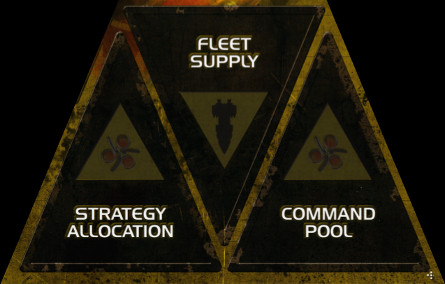 FLEET
SUPPLY
STRATEGY
ALLOCATION
COMMAND
POOL